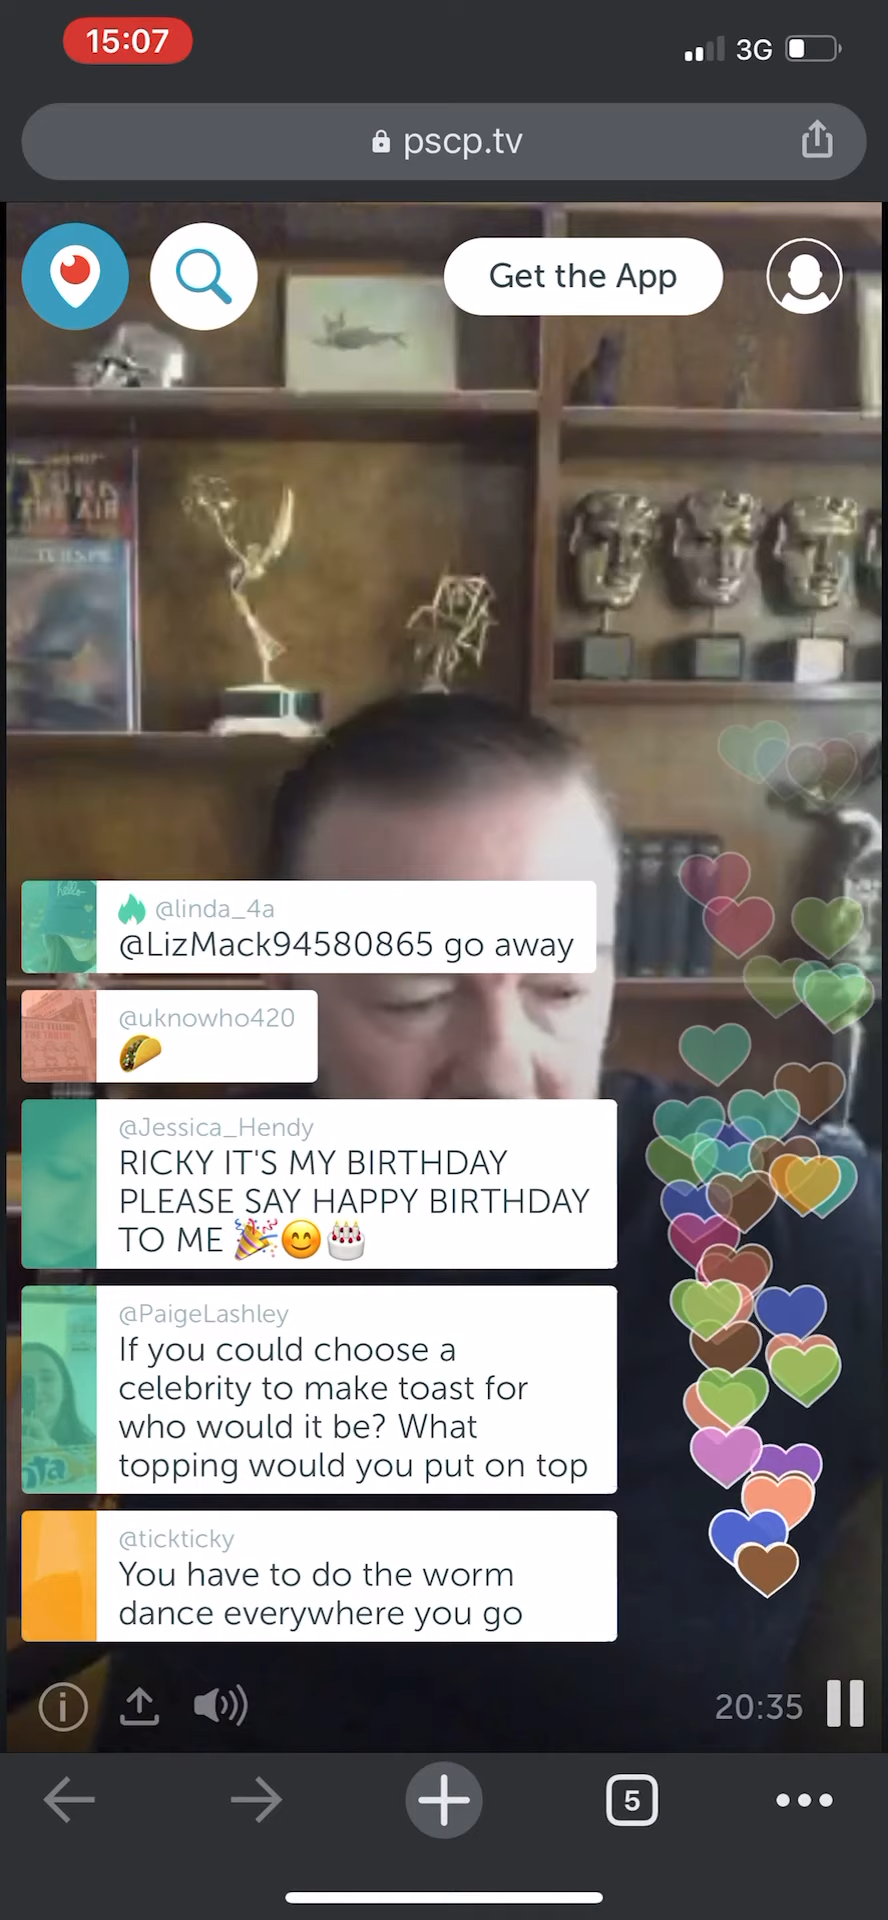 15:07
3G
pscp.tv
Get the App
THE AIR
hello
@linda_4a
@LizMack94580865 go away
@uknowho420
🌮
@Jessica_Hendy
RICKY IT'S MY BIRTHDAY
PLEASE SAY HAPPY BIRTHDAY
TO ME 🎉😊🎂
@PaigeLashley
If you could choose a
celebrity to make toast for
who would it be? What
topping would you put on top
@tickticky
You have to do the worm
dance everywhere you go
20:35
5